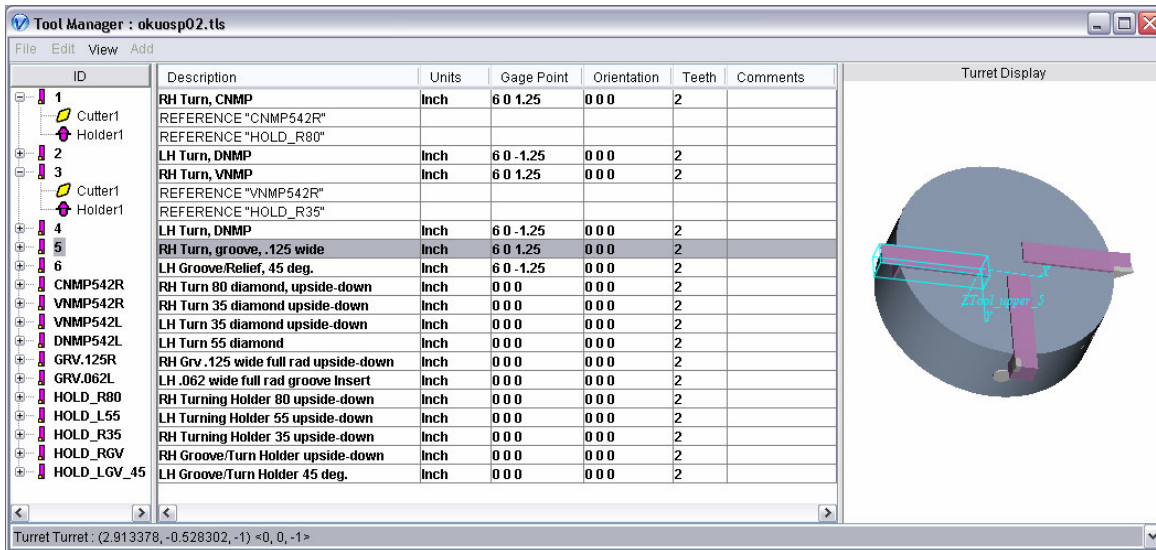 Tool Manager : okuosp02.tls
File Edit View Add
ID Description Units Gage Point Orientation Teeth Comments Turret Display
1 RH Turn, CNMP Inch 6 0 1.25 0 0 0 2
Cutter1 REFERENCE "CNMP542R"
Holder1 REFERENCE "HOLD_R80"
2 LH Turn, DNMP Inch 6 0 -1.25 0 0 0 2
3 RH Turn, VNMP Inch 6 0 1.25 0 0 0 2
Cutter1 REFERENCE "VNMP542R"
Holder1 REFERENCE "HOLD_R35"
4 LH Turn, DNMP Inch 6 0 -1.25 0 0 0 2
5 RH Turn, groove, .125 wide Inch 6 0 1.25 0 0 0 2
6 LH Groove/Relief, 45 deg. Inch 6 0 -1.25 0 0 0 2
CNMP542R RH Turn 80 diamond, upside-down Inch 0 0 0 0 0 0 2
VNMP542R RH Turn 35 diamond upside-down Inch 0 0 0 0 0 0 2
VNMP542L LH Turn 35 diamond upside-down Inch 0 0 0 0 0 0 2
DNMP542L LH Turn 55 diamond Inch 0 0 0 0 0 0 2
GRV.125R RH Grv .125 wide full rad upside-down Inch 0 0 0 0 0 0 2
GRV.062L LH .062 wide full rad groove Insert Inch 0 0 0 0 0 0 2
HOLD_R80 RH Turning Holder 80 upside-down Inch 0 0 0 0 0 0 2
HOLD_L55 LH Turning Holder 55 upside-down Inch 0 0 0 0 0 0 2
HOLD_R35 RH Turning Holder 35 upside-down Inch 0 0 0 0 0 0 2
HOLD_RGV RH Groove/Turn Holder upside-down Inch 0 0 0 0 0 0 2
HOLD_LGV_45 LH Groove/Turn Holder 45 deg. Inch 0 0 0 0 0 0 2
X
ZTool_upper_5
Y
Turret Turret : (2.913378, -0.528302, -1) <0, 0, -1>